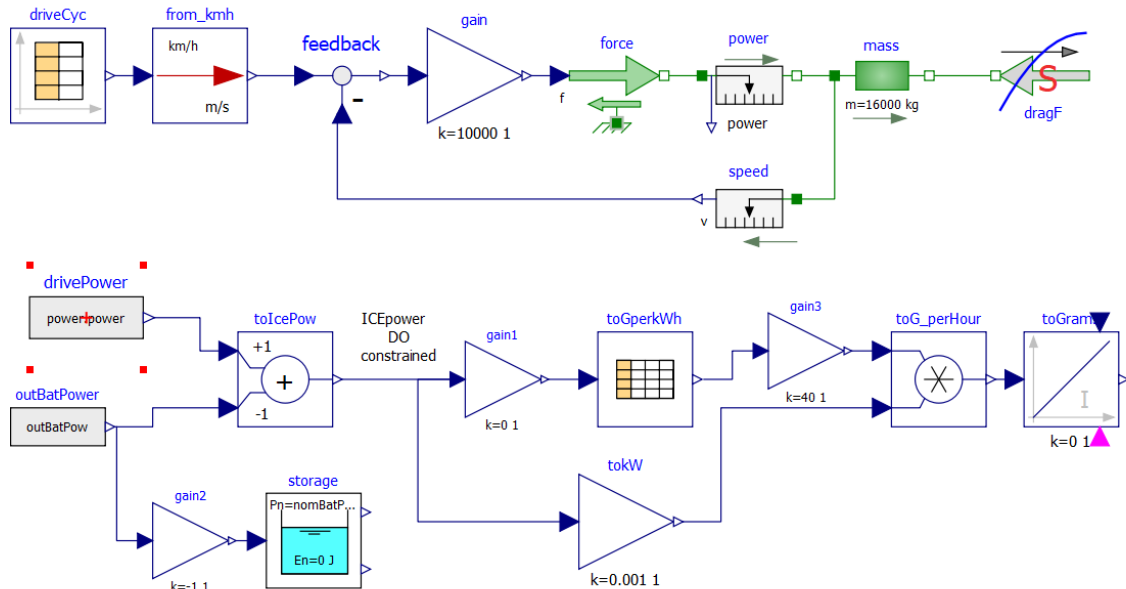 driveCyc
from_kmh
km/h
m/s
feedback
-
gain
k=10000 1
force
f
power
power
mass
m=16000 kg
S
dragF
speed
v
drivePower
power.power
outBatPower
outBatPow
toIcePow
+1
+
-1
ICEpower
DO
constrained
gain1
k=0 1
toGperkWh
gain3
k=40 1
toG_perHour
toGrams
I
k=0 1
gain2
k=-1 1
storage
Pn=nomBatP...
En=0 J
tokW
k=0.001 1